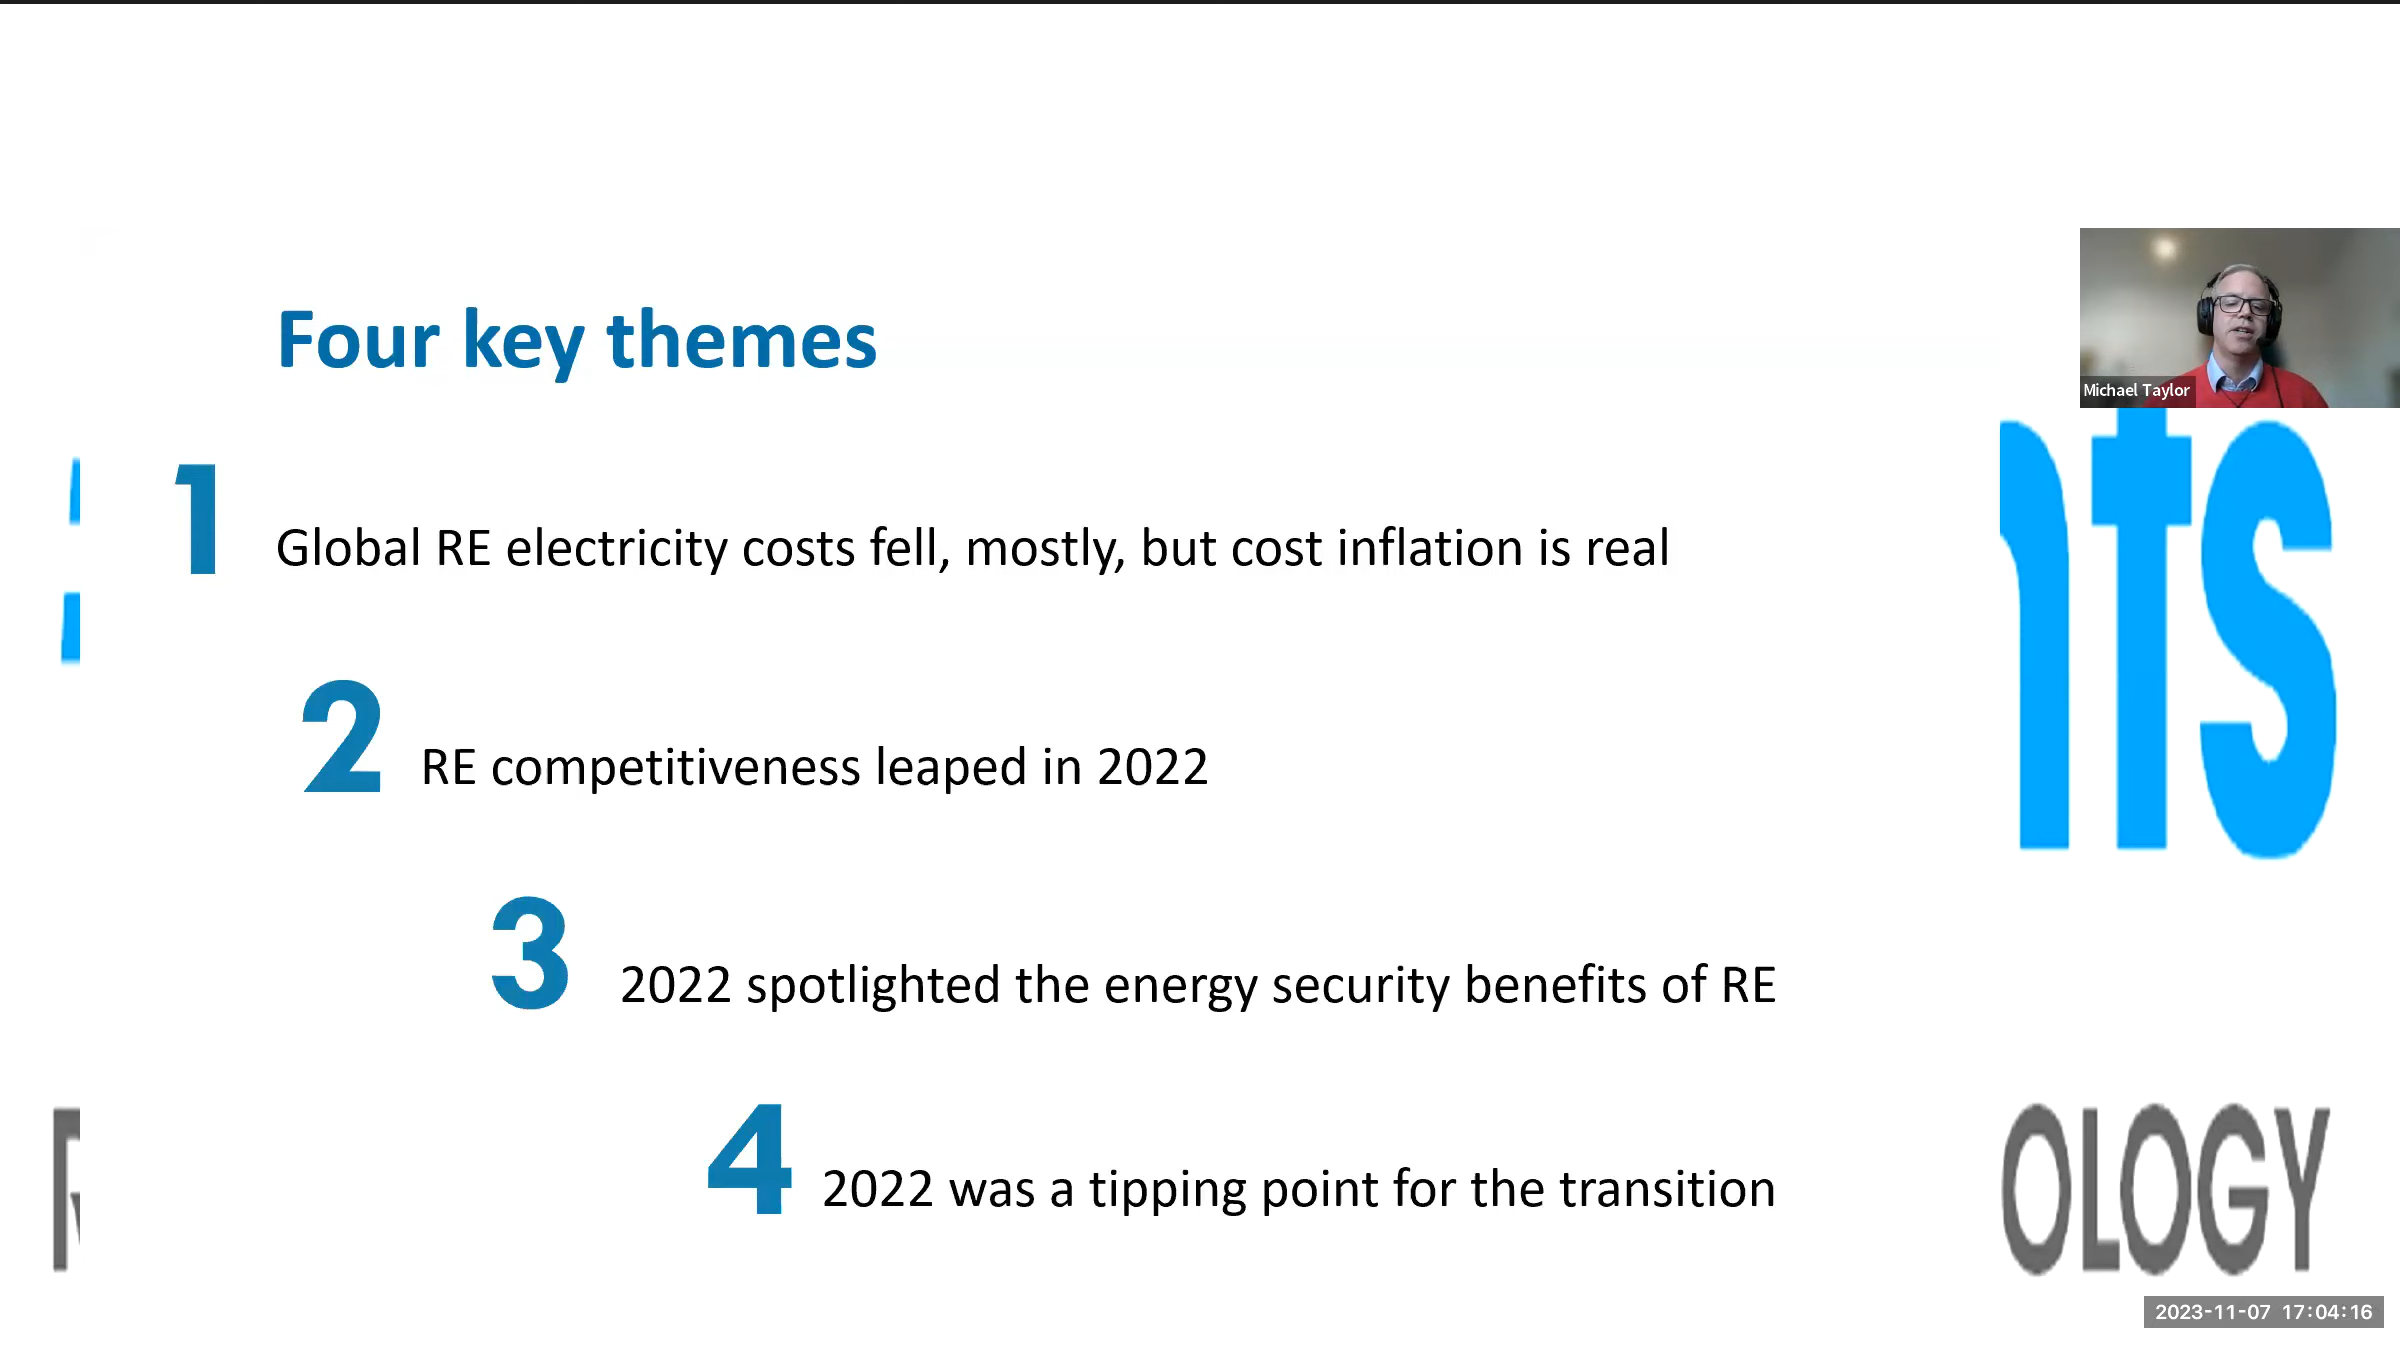 Four key themes
Michael Taylor
1 Global RE electricity costs fell, mostly, but cost inflation is real
2 RE competitiveness leaped in 2022
3 2022 spotlighted the energy security benefits of RE
4 2022 was a tipping point for the transition
nts
OLOGY
2023-11-07 17:04:16